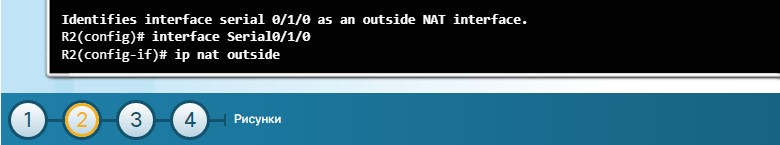 Identifies interface serial 0/1/0 as an outside NAT interface.
R2(config)# interface Serial0/1/0
R2(config-if)# ip nat outside
1 2 3 4 Рисунки